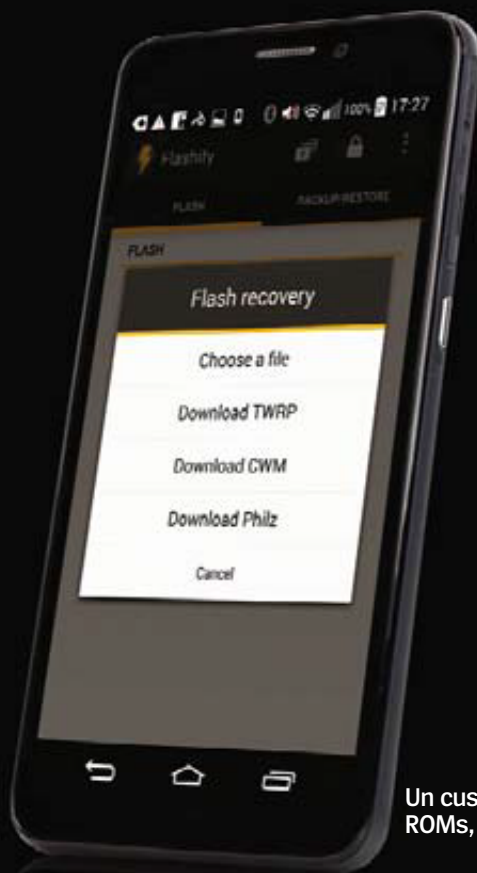 100% 17:27
Flashify
FLASH BACKUP/RESTORE
FLASH
Flash recovery
Choose a file
Download TWRP
Download CWM
Download Philz
Cancel
Un cus
ROMs,